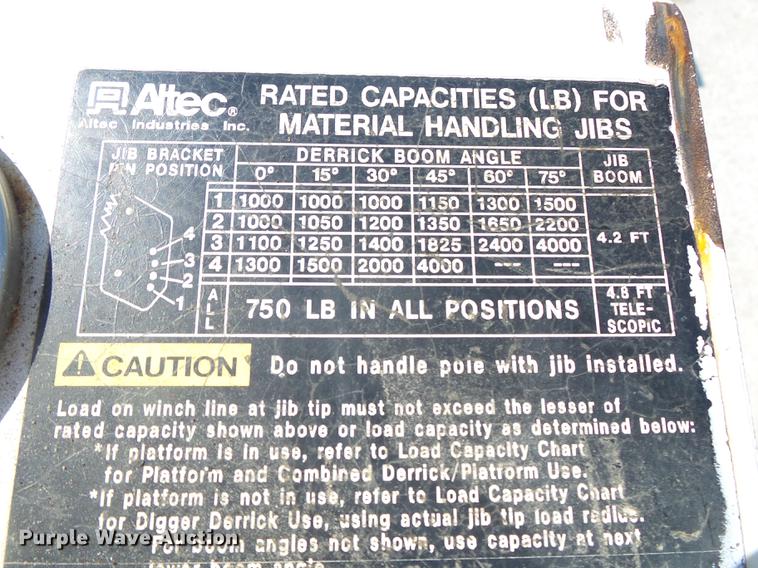 Altec® RATED CAPACITIES (LB) FOR
Altec Industries Inc. MATERIAL HANDLING JIBS
JIB BRACKET DERRICK BOOM ANGLE JIB
PIN POSITION 0° 15° 30° 45° 60° 75° BOOM
1 1000 1000 1000 1150 1300 1500
2 1000 1050 1200 1350 1650 2200
4.2 FT
3 1100 1250 1400 1825 2400 4000
4 1300 1500 2000 4000 --- ---
4
3
2
1
ALL 750 LB IN ALL POSITIONS 4.8 FT
TELE-
SCOPIC
CAUTION Do not handle pole with jib installed.
Load on winch line at jib tip must not exceed the lesser of
rated capacity shown above or load capacity as determined below:
*If platform is in use, refer to Load Capacity Chart
for Platform and Combined Derrick/Platform Use.
*If platform is not in use, refer to Load Capacity Chart
for Digger Derrick Use, using actual jib tip load radius.
For boom angles not shown, use capacity at next
lower boom angle.
Purple Wave Auction